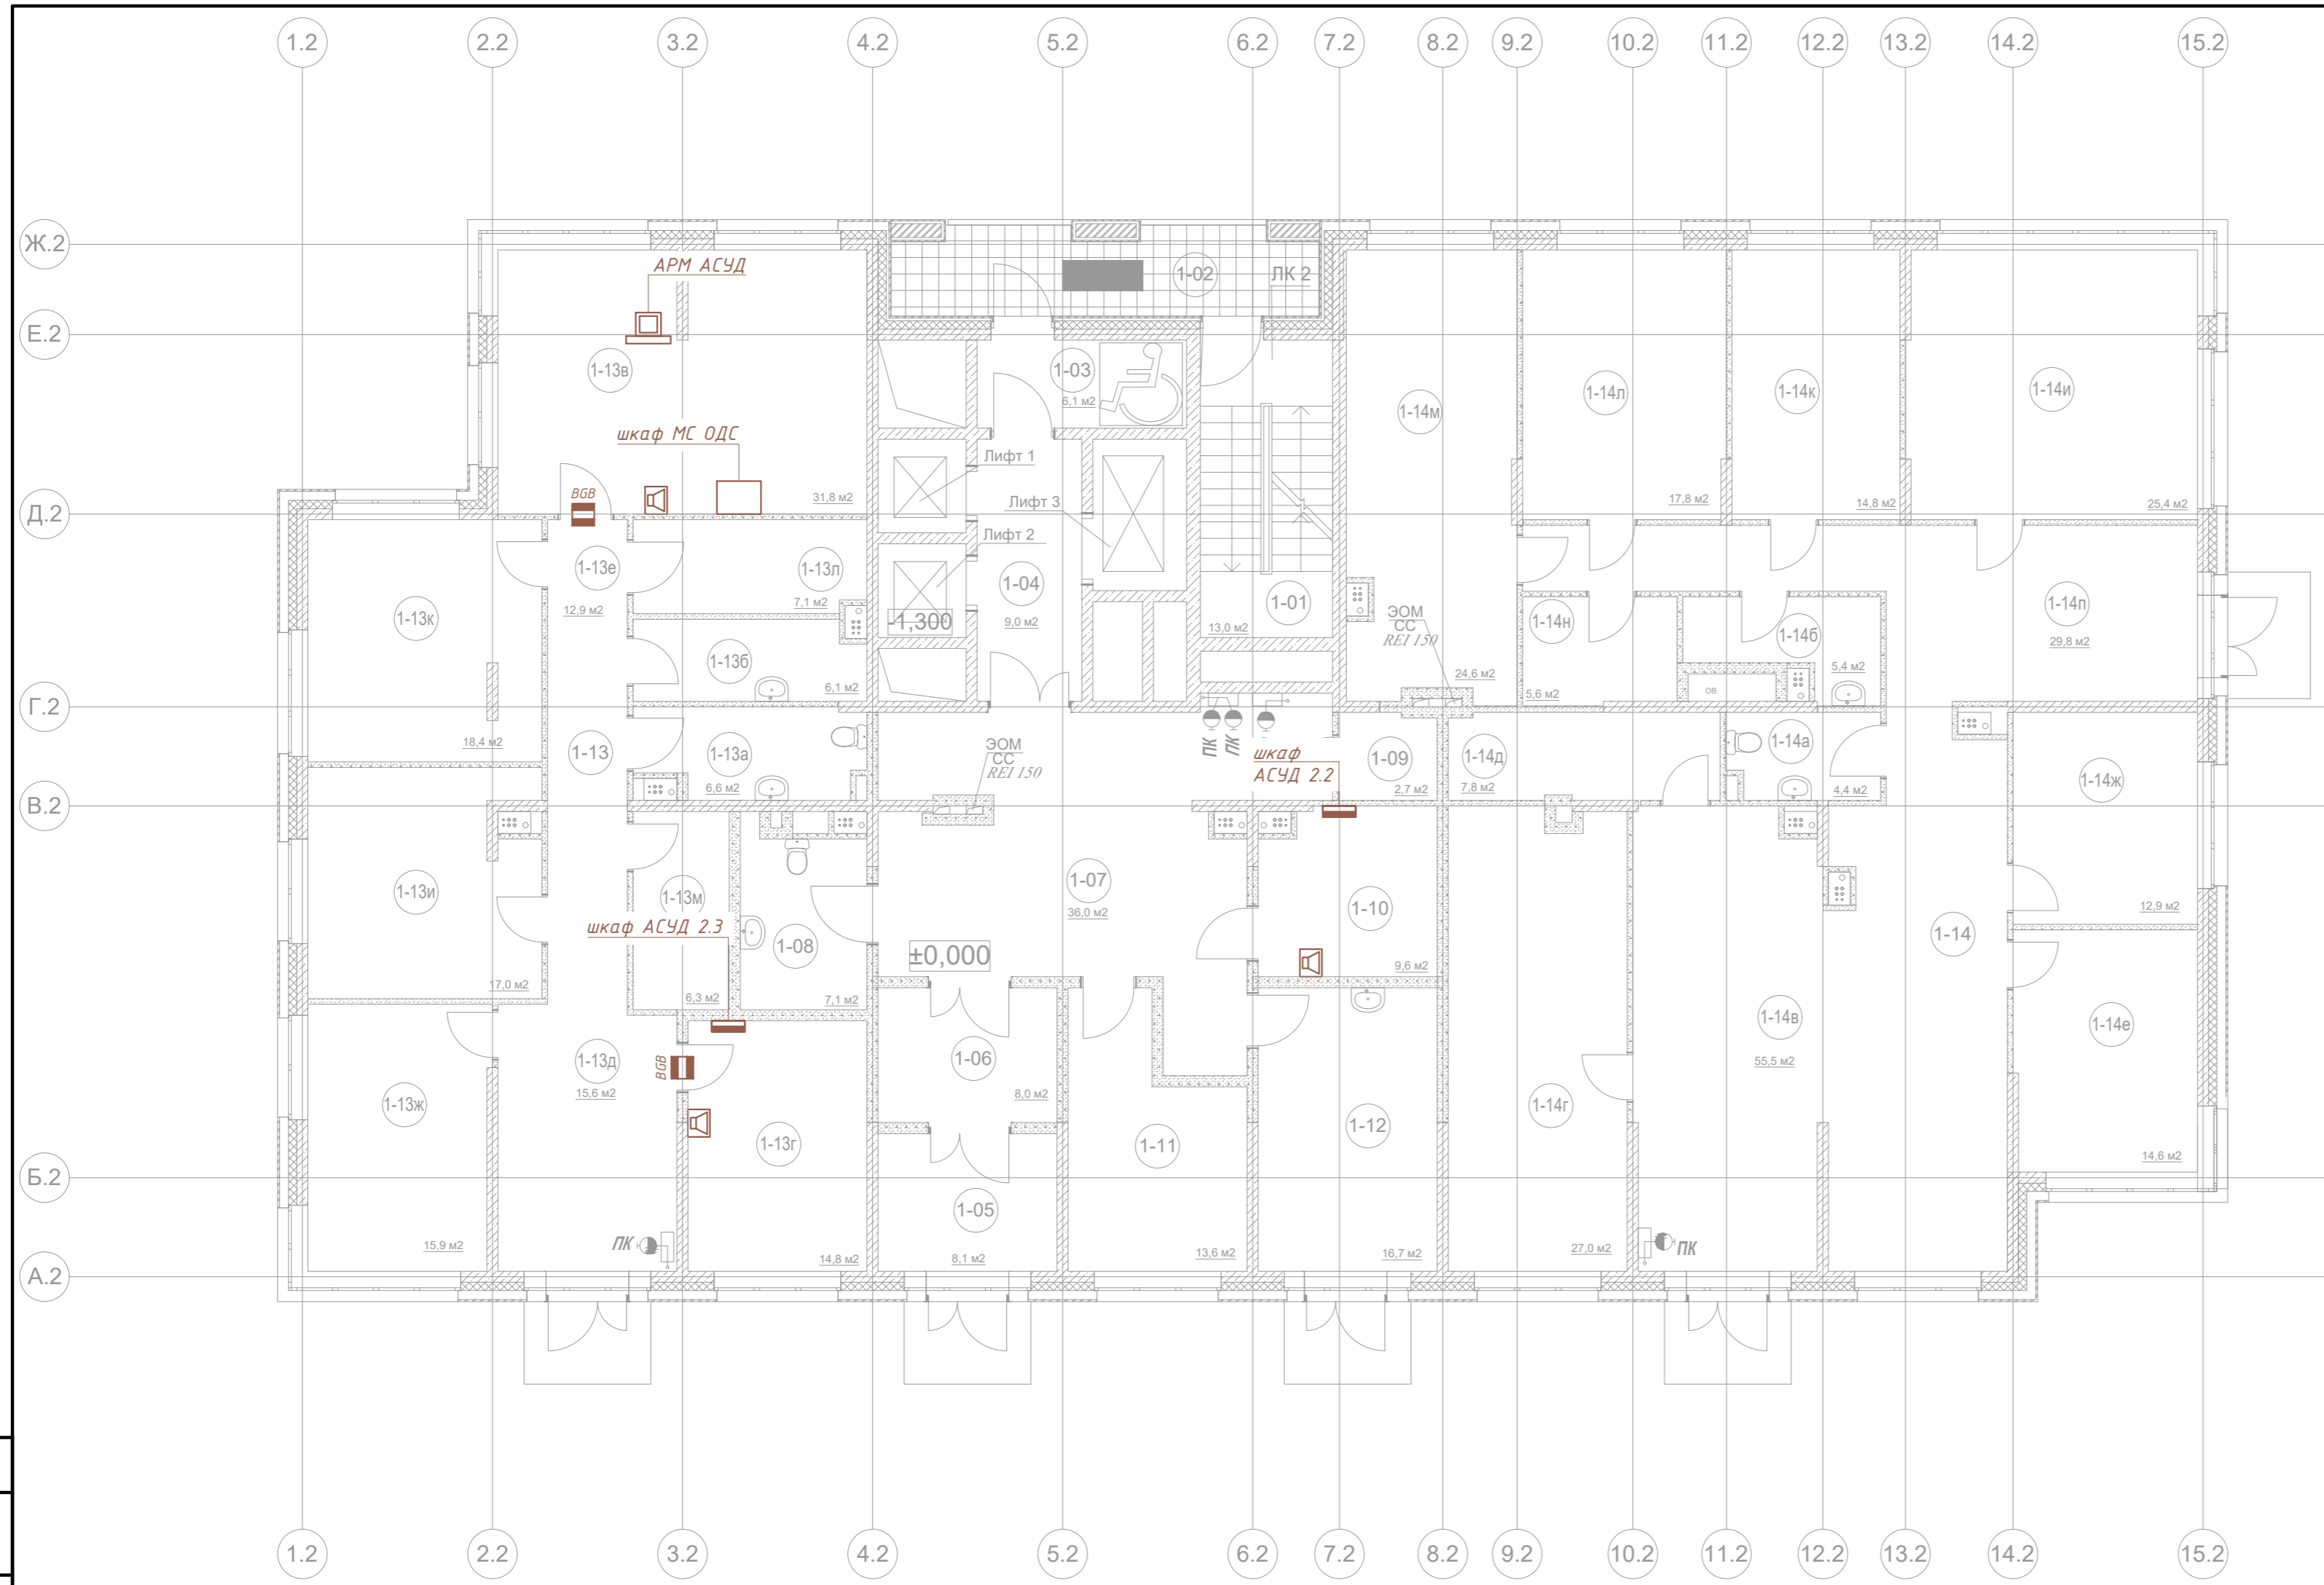 1.2 2.2 3.2 4.2 5.2 6.2 7.2 8.2 9.2 10.2 11.2 12.2 13.2 14.2 15.2
Ж.2
АРМ АСУД
1-02
ЛК 2
Е.2
1-13в
1-03
6,1 м2
1-14м
1-14л
1-14к
1-14и
шкаф МС ОДС
Лифт 1
BGB
31,8 м2
Лифт 3
17,8 м2
14,8 м2
25,4 м2
Д.2
Лифт 2
1-13е
1-13л
1-04
12,9 м2
7,1 м2
1-13к
-1,300
9,0 м2
1-01
13,0 м2
ЭОМ
СС
REI 150
1-14н
1-14б
1-14п
29,8 м2
1-13б
6,1 м2
24,6 м2
5,6 м2
5,4 м2
ОВ
Г.2
18,4 м2
1-13
1-13а
6,6 м2
ЭОМ
СС
REI 150
ПК
ПК
шкаф
АСУД 2.2
1-09
2,7 м2
1-14д
7,8 м2
1-14а
4,4 м2
1-14ж
В.2
1-13и
1-13м
1-07
36,0 м2
1-10
12,9 м2
шкаф АСУД 2.3
1-08
±0,000
9,6 м2
1-14
17,0 м2
6,3 м2
7,1 м2
1-14в
55,5 м2
1-14е
BGB
1-13д
15,6 м2
1-06
8,0 м2
1-13ж
1-13г
1-11
1-12
1-14г
14,6 м2
Б.2
1-05
ПК
15,9 м2
14,8 м2
8,1 м2
13,6 м2
16,7 м2
27,0 м2
ПК
А.2
1.2 2.2 3.2 4.2 5.2 6.2 7.2 8.2 9.2 10.2 11.2 12.2 13.2 14.2 15.2